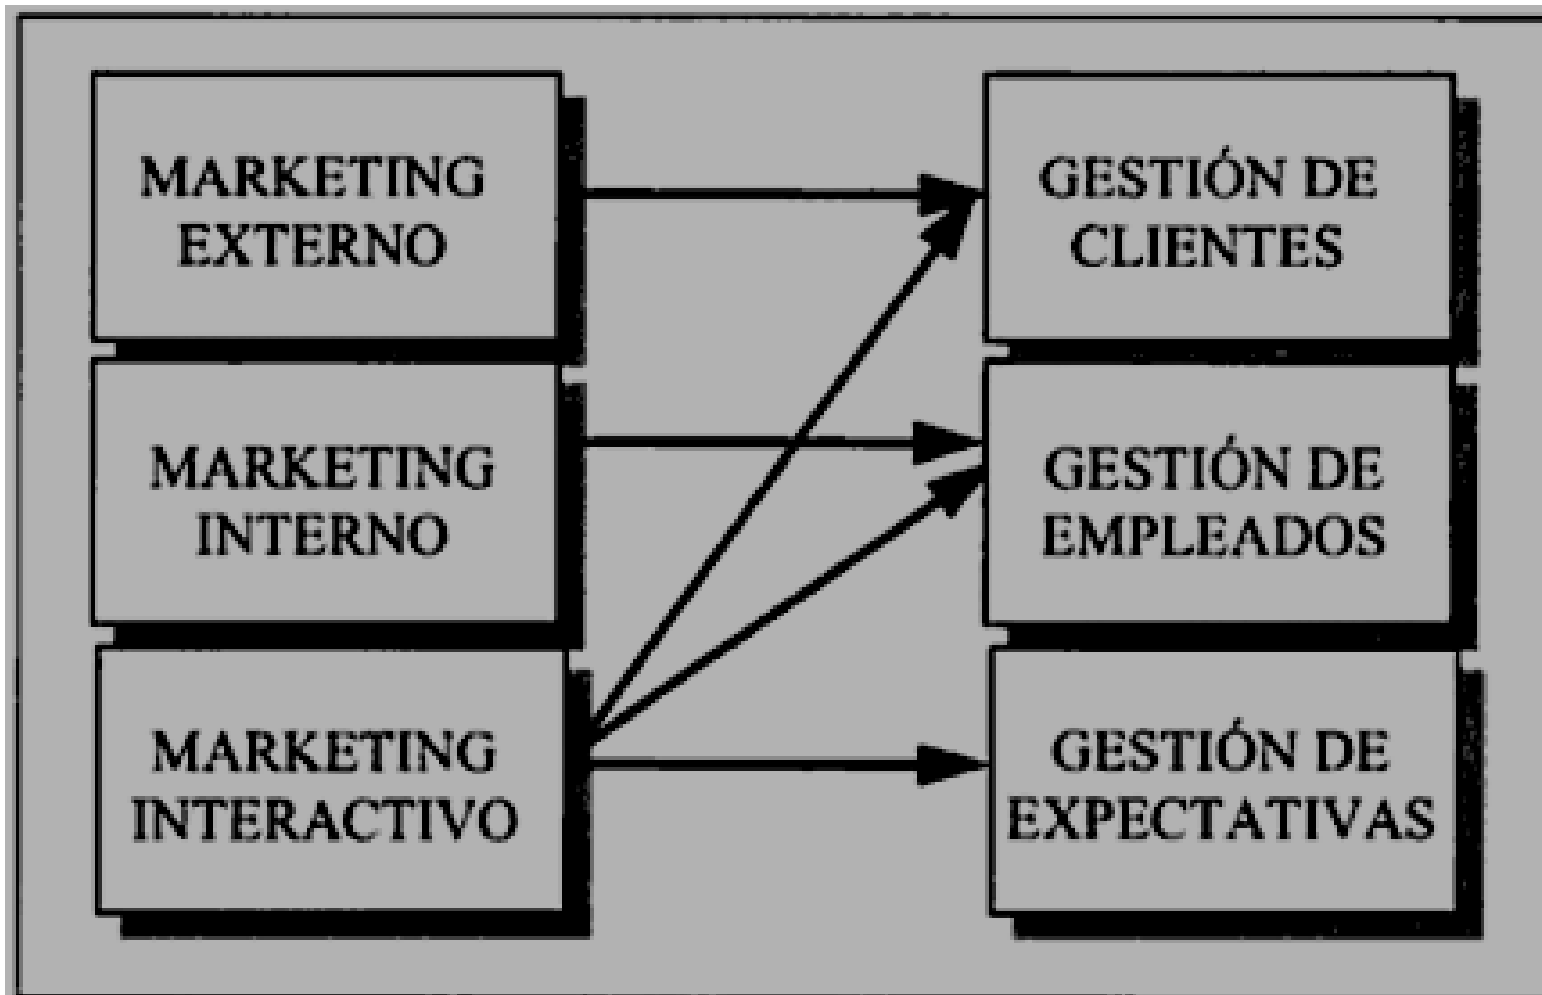 MARKETING
EXTERNO
GESTIÓN DE
CLIENTES
MARKETING
INTERNO
GESTIÓN DE
EMPLEADOS
MARKETING
INTERACTIVO
GESTIÓN DE
EXPECTATIVAS